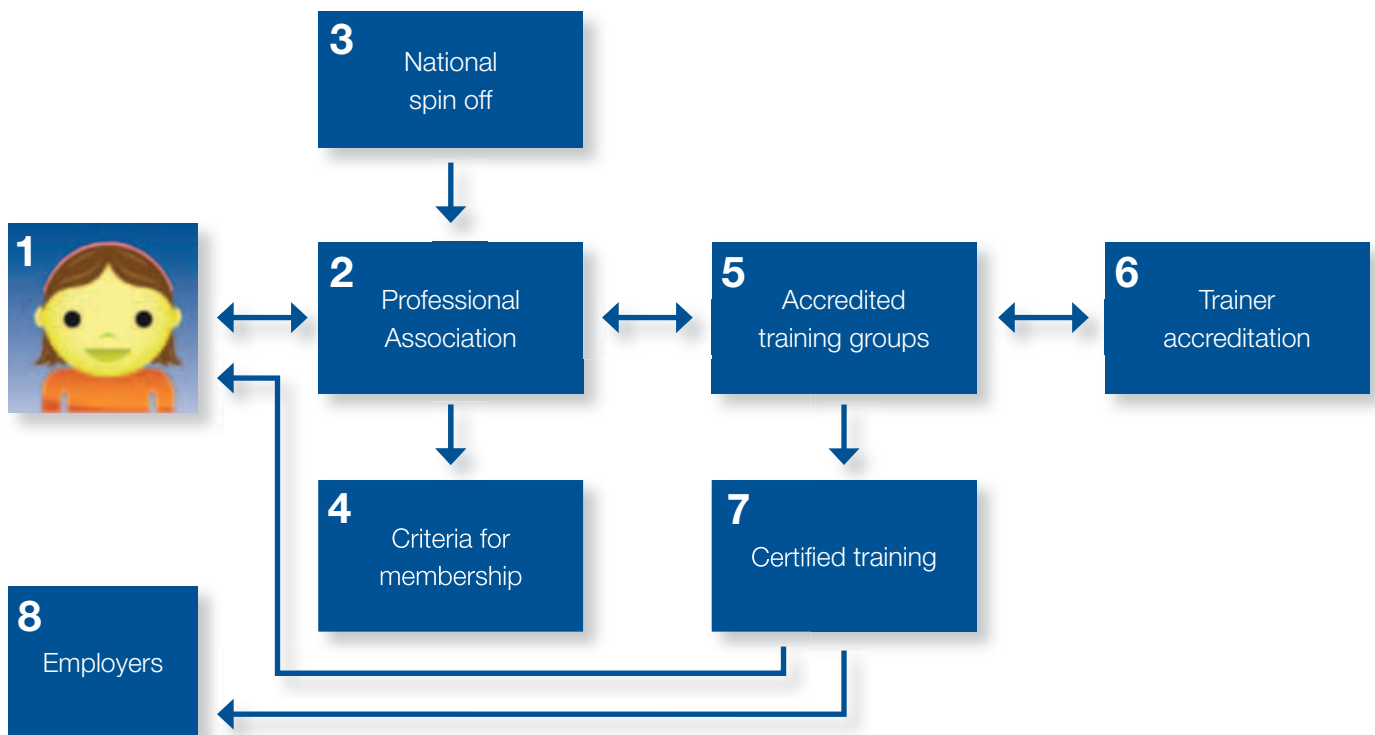 3
National
spin off
1
2
Professional
Association
5
Accredited
training groups
6
Trainer
accreditation
4
Criteria for
membership
7
Certified training
8
Employers